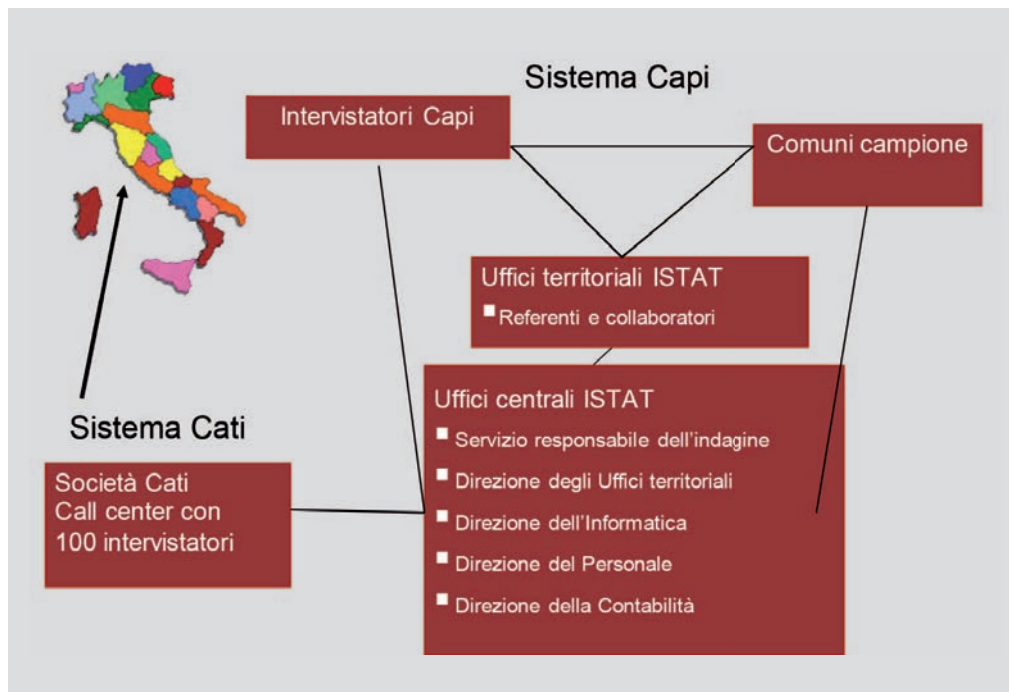 Sistema Capi
Intervistatori Capi
Comuni campione
Uffici territoriali ISTAT
Referenti e collaboratori
Uffici centrali ISTAT
Servizio responsabile dell'indagine
Direzione degli Uffici territoriali
Direzione dell'Informatica
Direzione del Personale
Direzione della Contabilità
Sistema Cati
Società Cati
Call center con
100 intervistatori